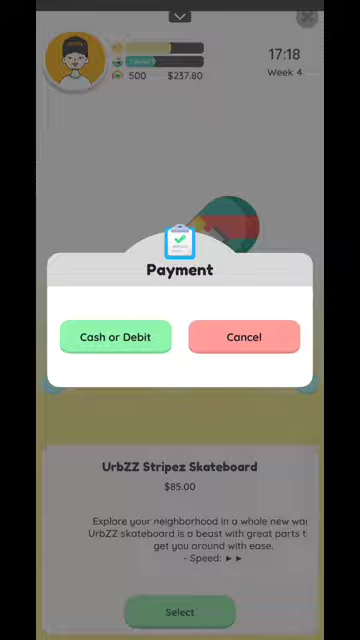 17:18
Week 4
500
$237.80
Payment
Cash or Debit
Cancel
UrbZZ Stripez Skateboard
$85.00
Explore your neighborhood in a whole new
UrbZZ skateboard is a beast with great parts
get you around with ease.
- Speed: ►►
Select